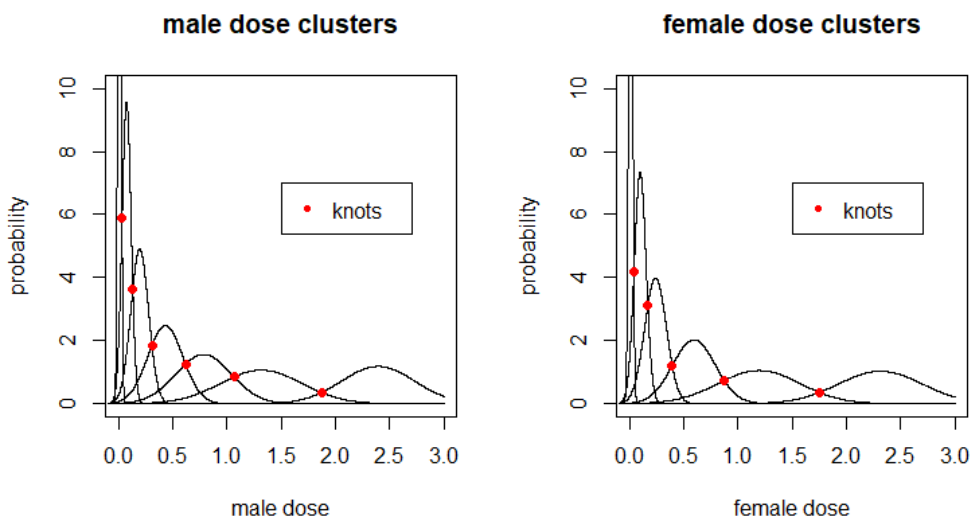 male dose clusters
probability
10
8
6
4
2
0
knots
0.0 0.5 1.0 1.5 2.0 2.5 3.0
male dose
female dose clusters
probability
10
8
6
4
2
0
knots
0.0 0.5 1.0 1.5 2.0 2.5 3.0
female dose